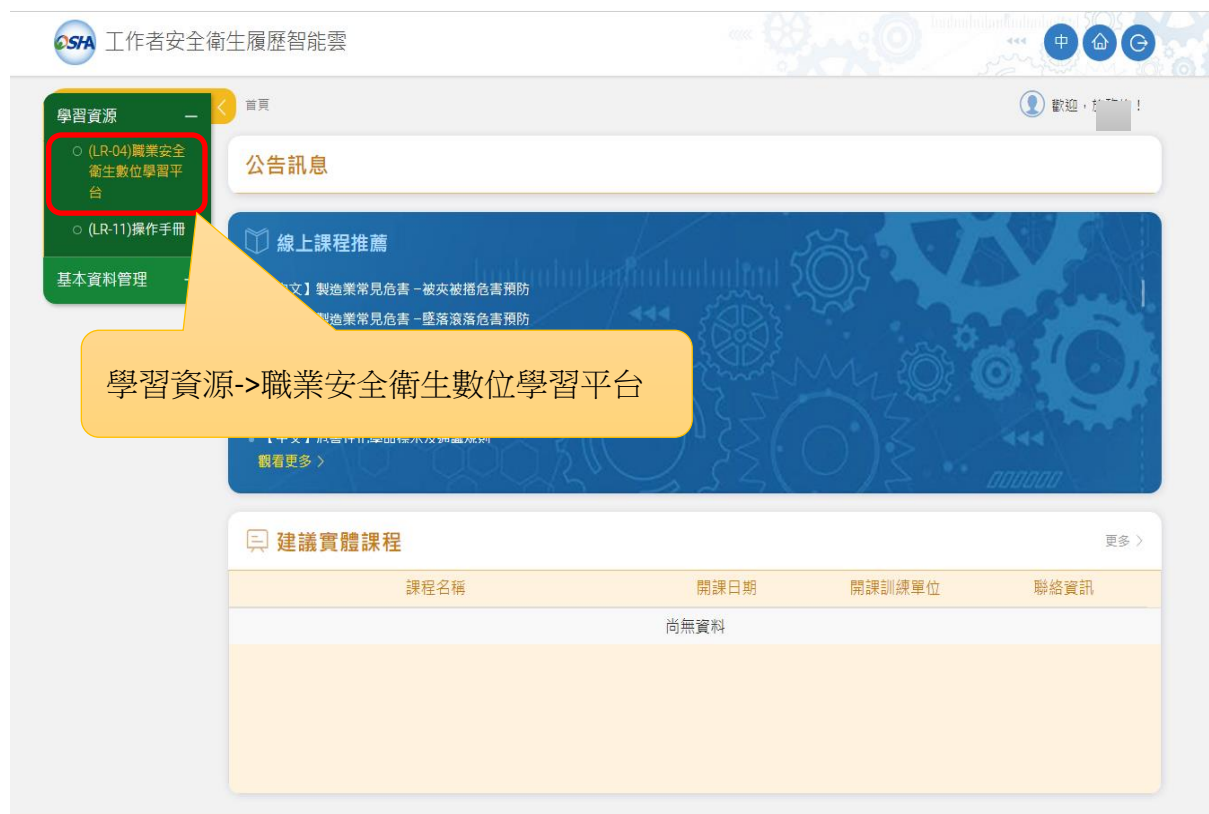 OSHA 工作者安全衛生履歷智能雲
中
學習資源
首頁
歡迎,
!
(LR-04)職業安全
衛生數位學習平
台
(LR-11)操作手冊
基本資料管理
公告訊息
線上課程推薦
文】製造業常見危害 –被夾被捲危害預防
製造業常見危害 –墜落滾落危害預防
學習資源->職業安全衛生數位學習平台
觀看更多 〉
建議實體課程
更多 〉
課程名稱 開課日期 開課訓練單位 聯絡資訊
尚無資料